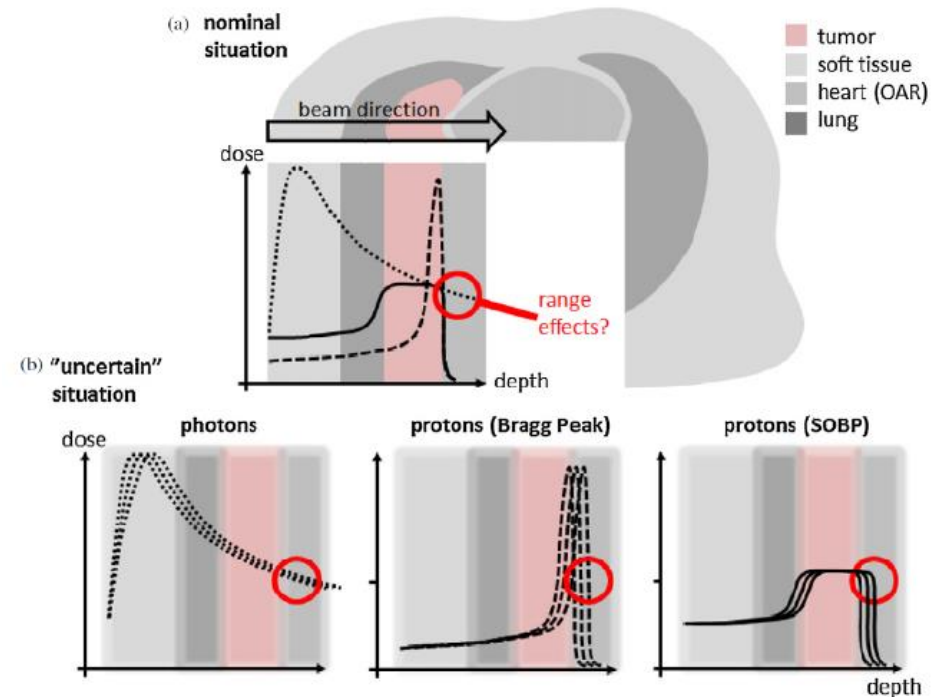 (a) nominal
situation
tumor
soft tissue
heart (OAR)
lung
beam direction
dose
range
effects?
depth
(b) "uncertain"
situation
photons
protons (Bragg Peak)
protons (SOBP)
dose
depth